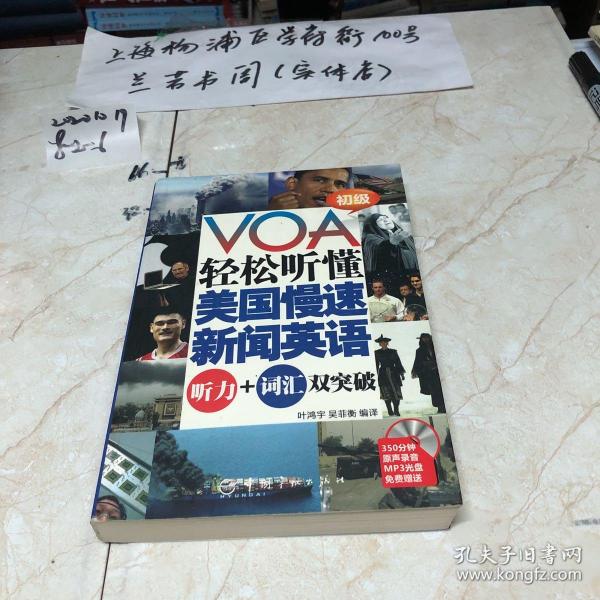 上海杨浦区学府街100号
兰吉书阁（实体店）
20201017
初级
VOA
轻松听懂
美国慢速
新闻英语
听力+词汇双突破
叶鸿宇 吴菲衡 编译
350分钟
原声录音
MP3光盘
免费赠送
HYUNDAI
孔夫子旧书网
www.kongfz.com